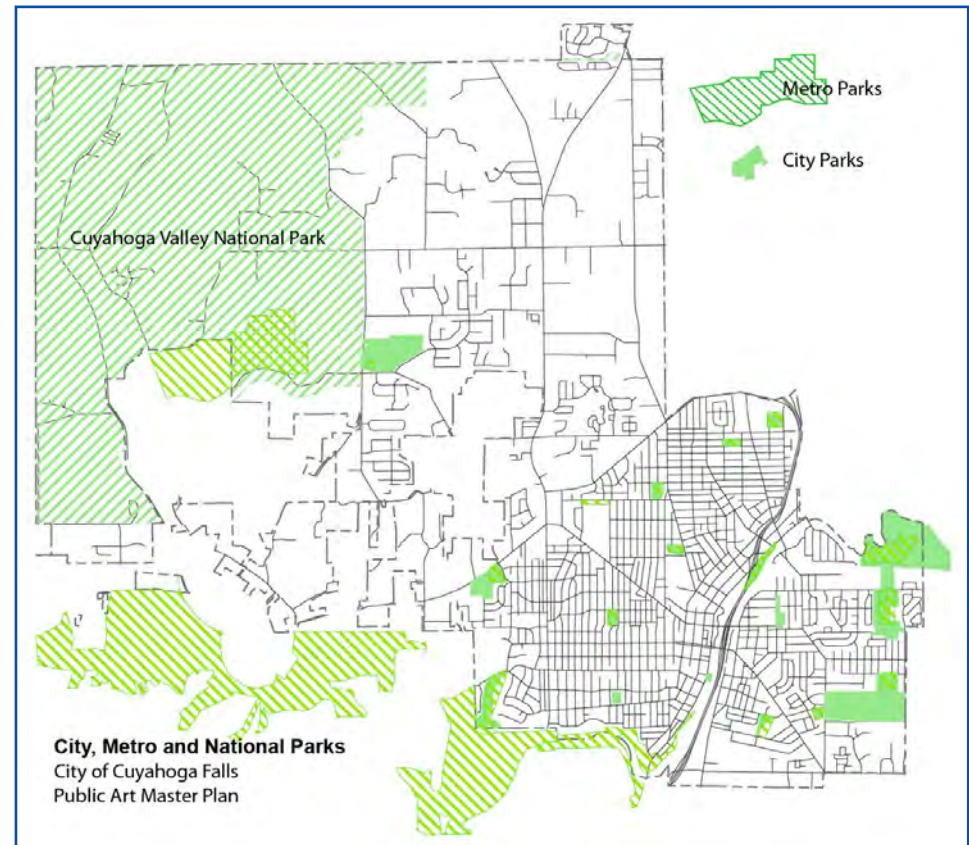 Metro Parks
City Parks
Cuyahoga Valley National Park
City, Metro and National Parks
City of Cuyahoga Falls
Public Art Master Plan